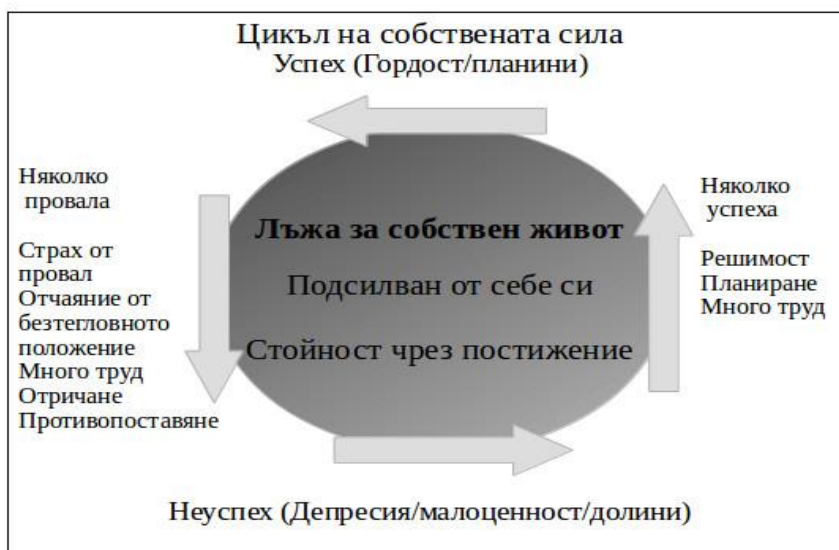 Цикъл на собствената сила
Успех (Гордост/планини)
Няколко
провала
Страх от
провал
Отчаяние от
безтегловното
положение
Много труд
Отричане
Противопоставяне
Лъжа за собствен живот
Подсилван от себе си
Стойност чрез постижение
Няколко
успеха
Решимост
Планиране
Много труд
Неуспех (Депресия/малоценност/долини)